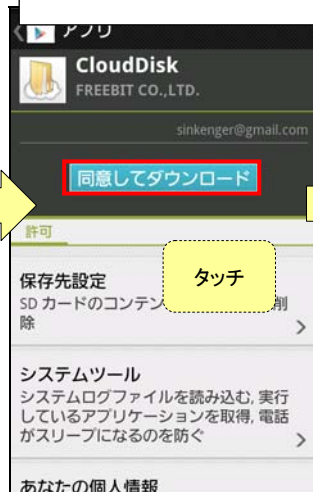 アプリ
CloudDisk
FREEBIT CO.,LTD.
sinkenger@gmail.com
同意してダウンロード
許可
タッチ
保存先設定
SD カードのコンテン 削
除
システムツール
システムログファイルを読み込む, 実行
しているアプリケーションを取得, 電話
がスリープになるのを防ぐ
あなたの個人情報